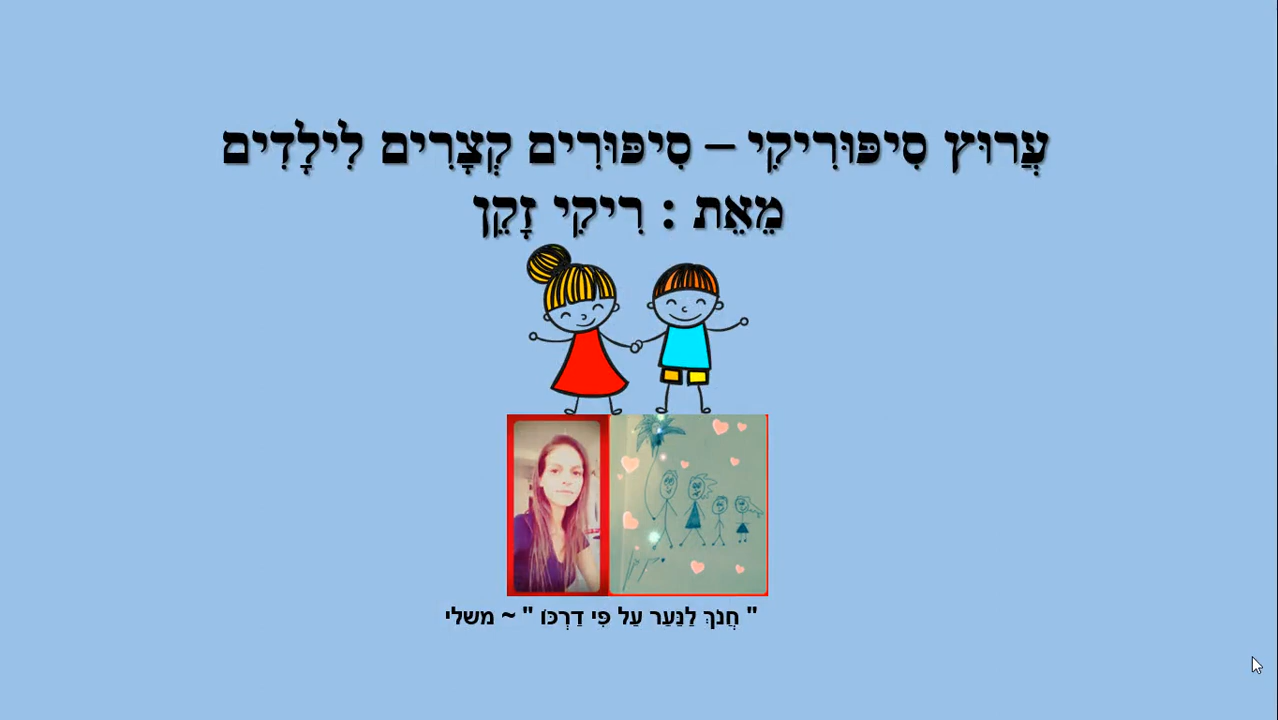 עֲרוּץ סִיפּוּרִיקִי – סִיפּוּרִים קְצָרִים לִילָדִים
מֵאֵת : רִיקִי זָקֵן
" חֲנֹךְ לַנַּעַר עַל פִּי דַרְכּוֹ " ~ משלי